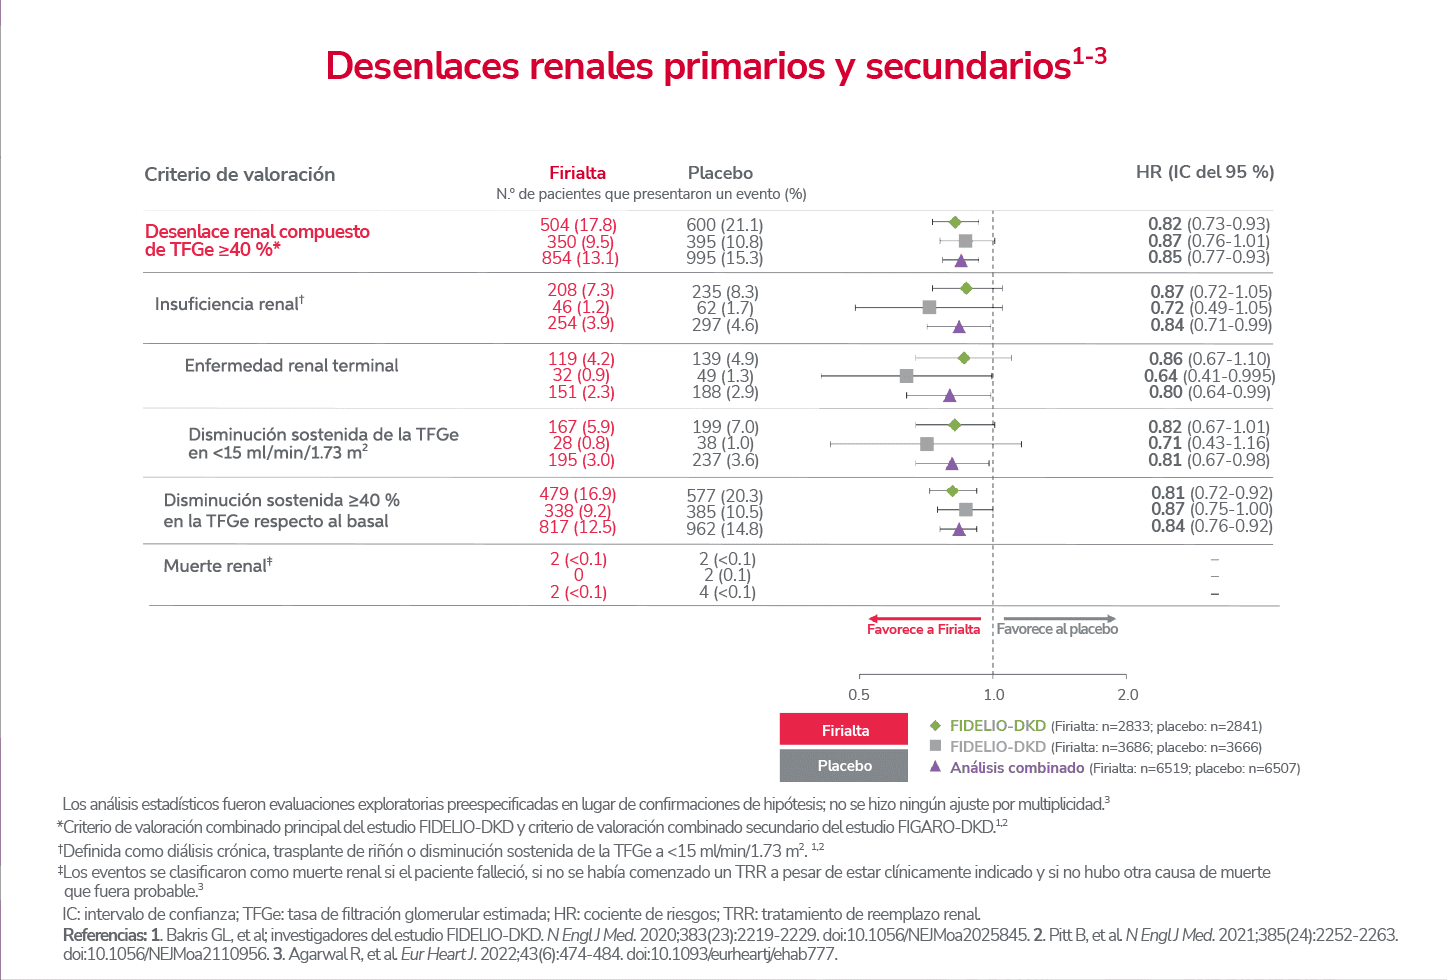 Desenlaces renales primarios y secundarios1-3
Criterio de valoración Firialta Placebo HR (IC del 95 %)
N.º de pacientes que presentaron un evento (%)
Desenlace renal compuesto
de TFGe ≥40 %*
504 (17.8) 600 (21.1) 0.82 (0.73-0.93)
350 (9.5) 395 (10.8) 0.87 (0.76-1.01)
854 (13.1) 995 (15.3) 0.85 (0.77-0.93)
Insuficiencia renal†
208 (7.3) 235 (8.3) 0.87 (0.72-1.05)
46 (1.2) 62 (1.7) 0.72 (0.49-1.05)
254 (3.9) 297 (4.6) 0.84 (0.71-0.99)
Enfermedad renal terminal
119 (4.2) 139 (4.9) 0.86 (0.67-1.10)
32 (0.9) 49 (1.3) 0.64 (0.41-0.995)
151 (2.3) 188 (2.9) 0.80 (0.64-0.99)
Disminución sostenida de la TFGe
en <15 ml/min/1.73 m²
167 (5.9) 199 (7.0) 0.82 (0.67-1.01)
28 (0.8) 38 (1.0) 0.71 (0.43-1.16)
195 (3.0) 237 (3.6) 0.81 (0.67-0.98)
Disminución sostenida ≥40 %
en la TFGe respecto al basal
479 (16.9) 577 (20.3) 0.81 (0.72-0.92)
338 (9.2) 385 (10.5) 0.87 (0.75-1.00)
817 (12.5) 962 (14.8) 0.84 (0.76-0.92)
Muerte renal‡
2 (<0.1) 2 (<0.1) –
0 2 (0.1) –
2 (<0.1) 4 (<0.1) –
Favorece a Firialta Favorece al placebo
0.5 1.0 2.0
Firialta
Placebo
FIDELIO-DKD (Firialta: n=2833; placebo: n=2841)
FIDELIO-DKD (Firialta: n=3686; placebo: n=3666)
Análisis combinado (Firialta: n=6519; placebo: n=6507)
Los análisis estadísticos fueron evaluaciones exploratorias preespecificadas en lugar de confirmaciones de hipótesis; no se hizo ningún ajuste por multiplicidad.³
*Criterio de valoración combinado principal del estudio FIDELIO-DKD y criterio de valoración combinado secundario del estudio FIGARO-DKD.1,2
†Definida como diálisis crónica, trasplante de riñón o disminución sostenida de la TFGe a <15 ml/min/1.73 m². 1,2
‡Los eventos se clasificaron como muerte renal si el paciente falleció, si no se había comenzado un TRR a pesar de estar clínicamente indicado y si no hubo otra causa de muerte
que fuera probable.³
IC: intervalo de confianza; TFGe: tasa de filtración glomerular estimada; HR: cociente de riesgos; TRR: tratamiento de reemplazo renal.
Referencias: 1. Bakris GL, et al; investigadores del estudio FIDELIO-DKD. N Engl J Med. 2020;383(23):2219-2229. doi:10.1056/NEJMoa2025845. 2. Pitt B, et al. N Engl J Med. 2021;385(24):2252-2263.
doi:10.1056/NEJMoa2110956. 3. Agarwal R, et al. Eur Heart J. 2022;43(6):474-484. doi:10.1093/eurheartj/ehab777.